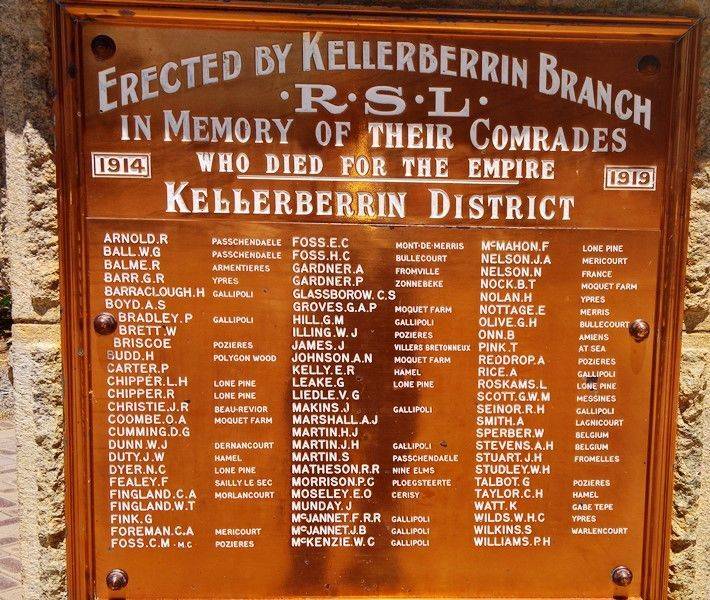 ERECTED BY KELLERBERRIN BRANCH
·R·S·L·
IN MEMORY OF THEIR COMRADES
1914 WHO DIED FOR THE EMPIRE 1919
KELLERBERRIN DISTRICT
ARNOLD.R PASSCHENDAELE
BALL.W.G PASSCHENDAELE
BALME.R ARMENTIERES
BARR.G.R YPRES
BARRACLOUGH.H GALLIPOLI
BOYD.A.S
BRADLEY.P GALLIPOLI
BRETT.W
BRISCOE POZIERES
BUDD.H POLYGON WOOD
CARTER.P
CHIPPER.L.H LONE PINE
CHIPPER.R LONE PINE
CHRISTIE.J.R BEAU-REVIOR
COOMBE.O.A MOQUET FARM
CUMMING.D.G
DUNN.W.J DERNANCOURT
DUTY.J.W HAMEL
DYER.N.C LONE PINE
FEALEY.F SAILLY LE SEC
FINGLAND.C.A MORLANCOURT
FINGLAND.W.T
FINK.G
FOREMAN.C.A MERICOURT
FOSS.C.M - M.C POZIERES
FOSS.E.C MONT-DE-MERRIS
FOSS.H.C BULLECOURT
GARDNER.A FROMVILLE
GARDNER.P ZONNEBEKE
GLASSBOROW.C.S
GROVES.G.A.P MOQUET FARM
HILL.G.M GALLIPOLI
ILLING.W.J POZIERES
JAMES.J VILLERS BRETONNEUX
JOHNSON.A.N MOQUET FARM
KELLY.E.R HAMEL
LEAKE.G LONE PINE
LIEDLE.V.G
MAKINS.J GALLIPOLI
MARSHALL.A.J
MARTIN.H.J
MARTIN.J.H GALLIPOLI
MARTIN.S PASSCHENDAELE
MATHESON.R.R NINE ELMS
MORRISON.P.C PLOEGSTEERTE
MOSELEY.E.O CERISY
MUNDAY.J
McJANNET.F.R.R GALLIPOLI
McJANNET.J.B GALLIPOLI
McKENZIE.W.C GALLIPOLI
McMAHON.F LONE PINE
NELSON.J.A MERICOURT
NELSON.N FRANCE
NOCK.B.T MOQUET FARM
NOLAN.H YPRES
NOTTAGE.E MERRIS
OLIVE.G.H BULLECOURT
ONN.B AMIENS
PINK.T AT SEA
REDDROP.A POZIERES
RICE.A GALLIPOLI
ROSKAMS.L LONE PINE
SCOTT.G.W.M MESSINES
SEINOR.R.H GALLIPOLI
SMITH.A LAGNICOURT
SPERBER.W BELGIUM
STEVENS.A.H BELGIUM
STUART.J.H FROMELLES
STUDLEY.W.H
TALBOT.G POZIERES
TAYLOR.C.H HAMEL
WATT.K GABE TEPE
WILDS.W.H.C YPRES
WILKINS.S WARLENCOURT
WILLIAMS.P.H